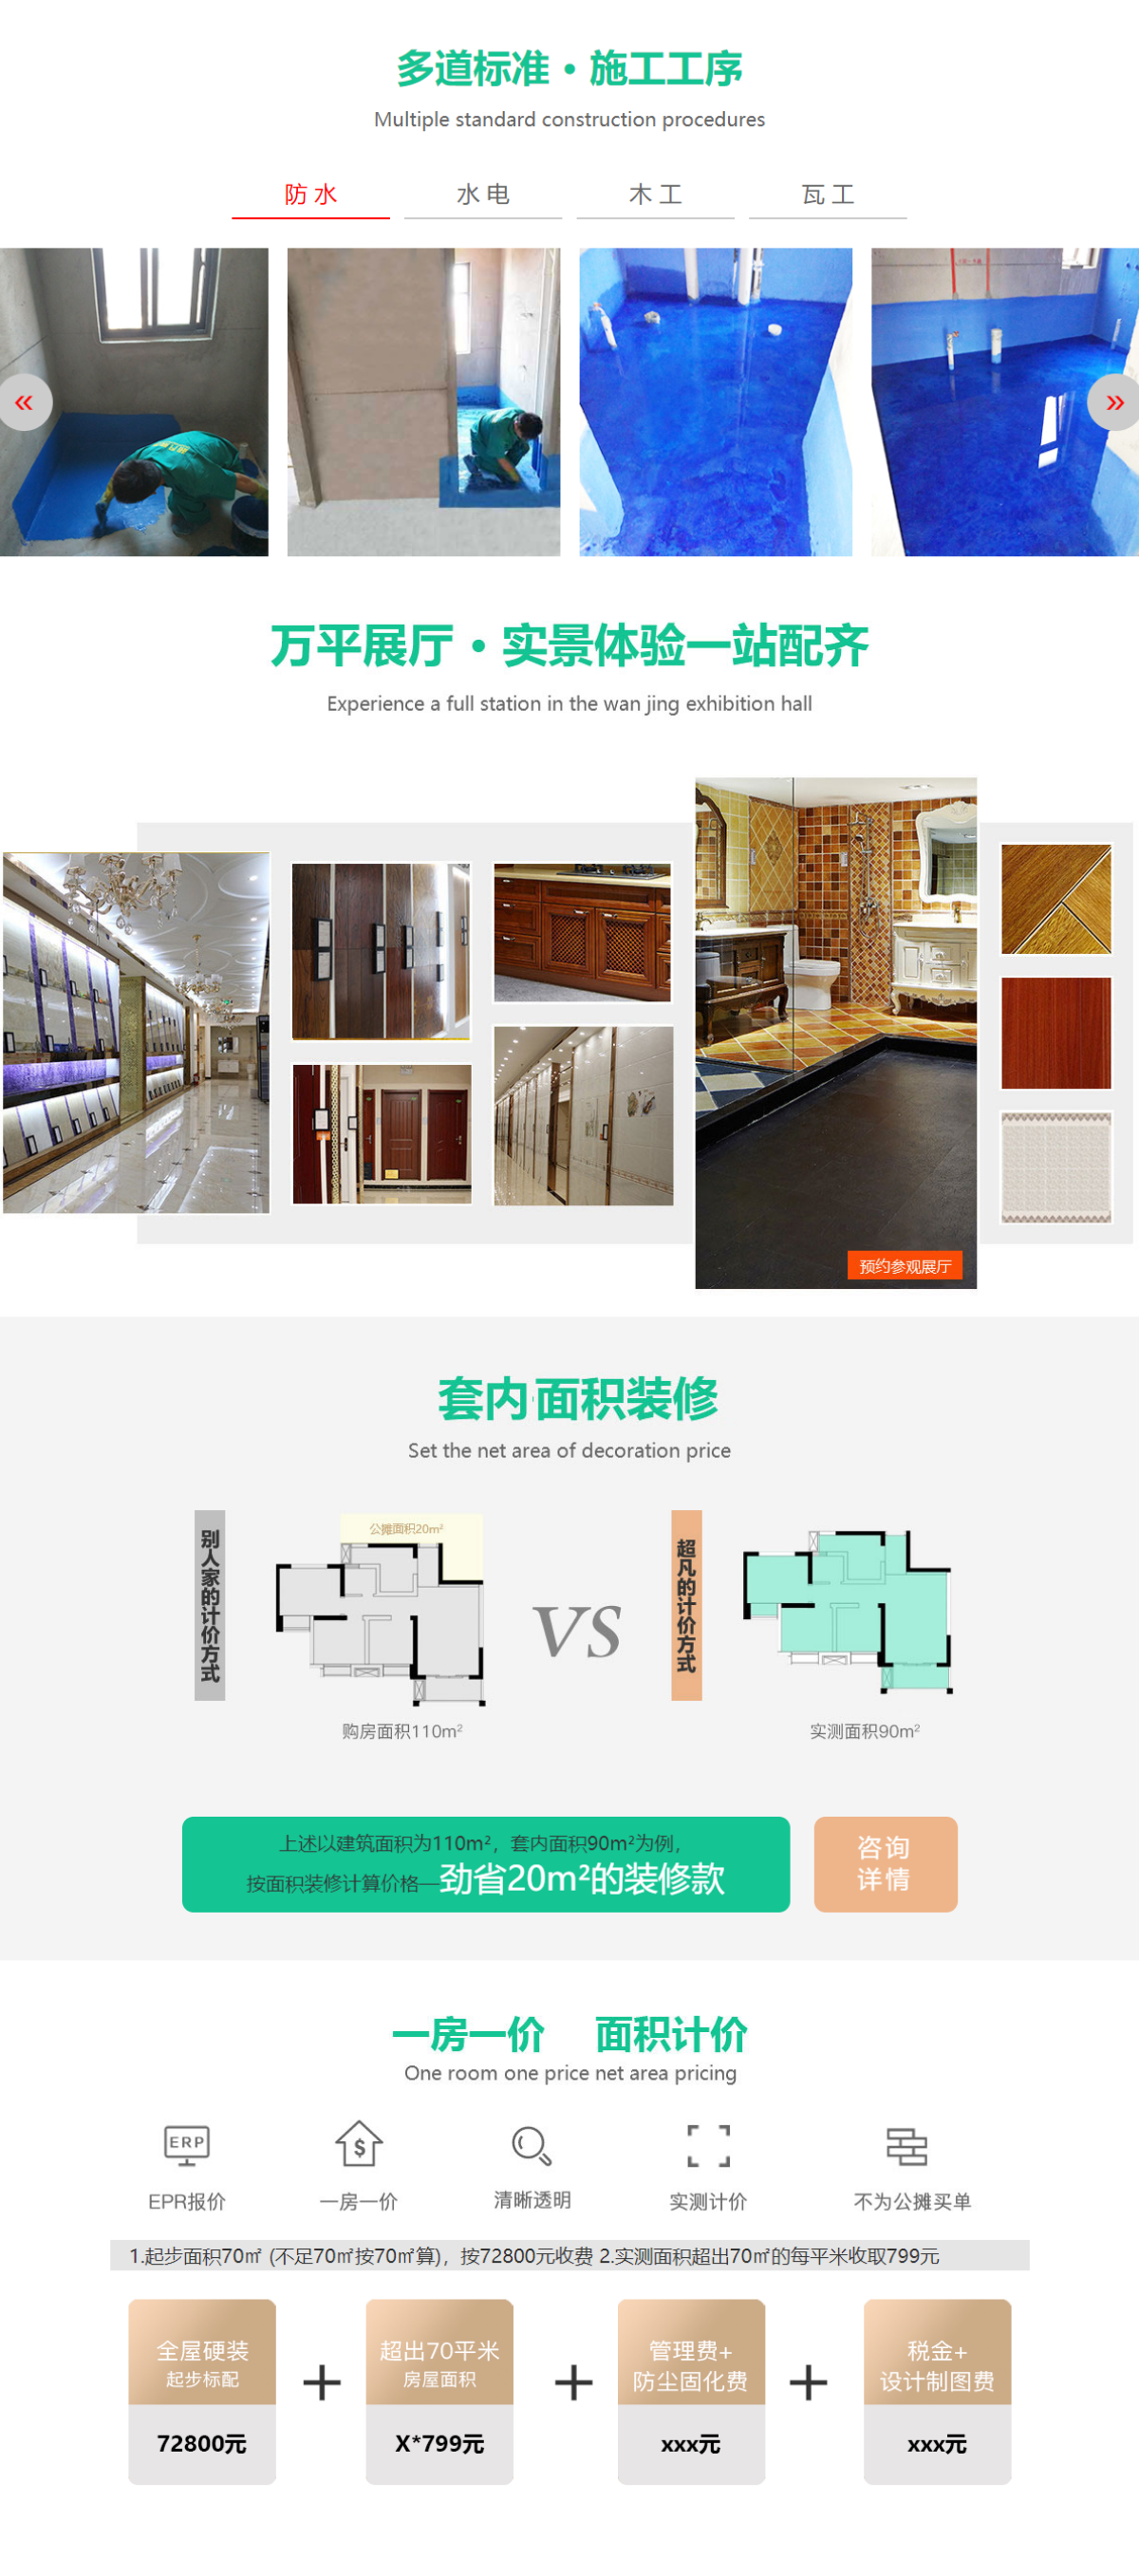 多道标准·施工工序
Multiple standard construction procedures
防水
水电
木工
瓦工
«
»
万平展厅·实景体验一站配齐
Experience a full station in the wan jing exhibition hall
预约参观展厅
套内·面积装修
Set the net area of decoration price
别人家的计价方式
公摊面积20m²
VS
超凡的计价方式
购房面积110m²
实测面积90m²
上述以建筑面积为110m²，套内面积90m²为例，
按面积装修计算价格—劲省20m²的装修款
咨询
详情
一房一价 面积计价
One room one price net area pricing
ERP
$
EPR报价
一房一价
清晰透明
实测计价
不为公摊买单
1.起步面积70㎡ (不足70㎡按70㎡算)，按72800元收费 2.实测面积超出70㎡的每平米收取799元
全屋硬装
起步标配
72800元
+
超出70平米
房屋面积
X*799元
+
管理费+
防尘固化费
xxx元
+
税金+
设计制图费
xxx元